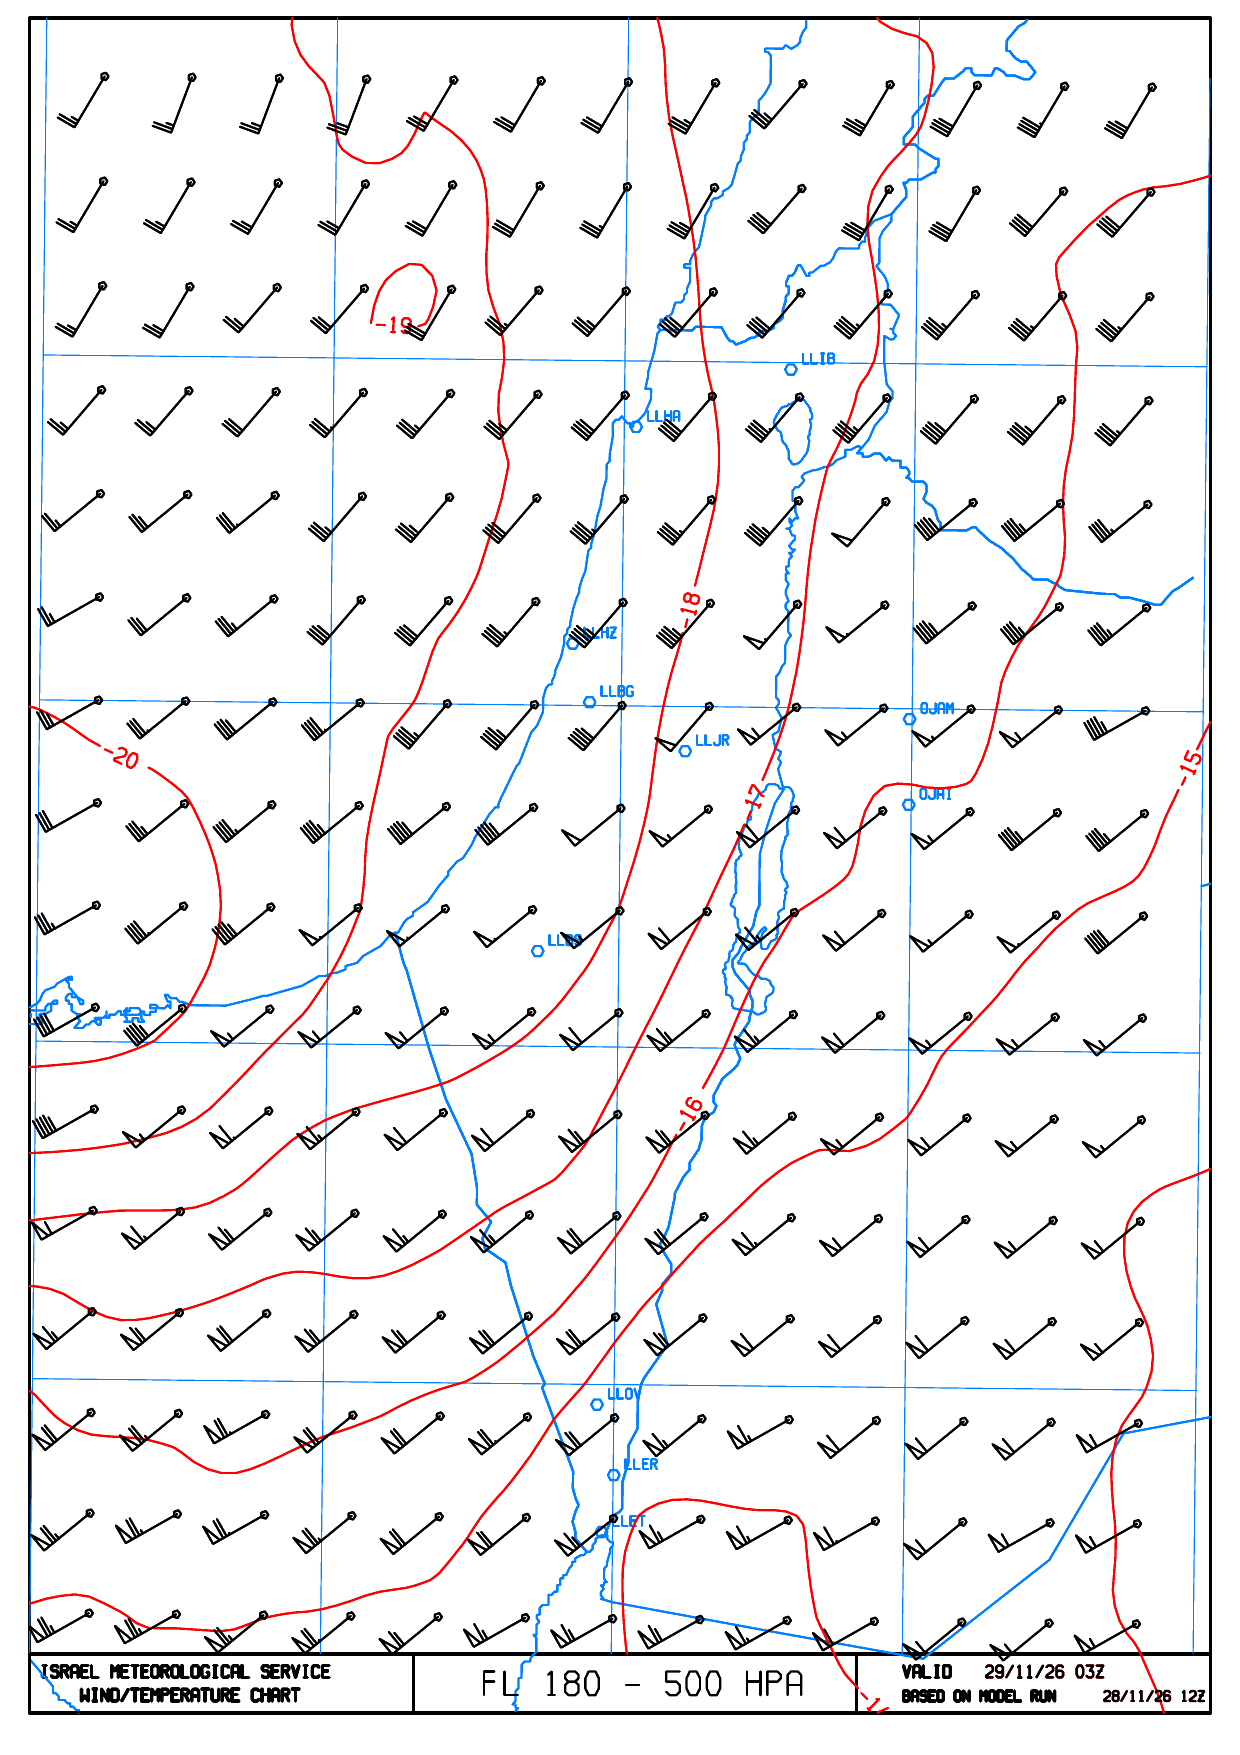 -19
LLIB
LLHA
-18
LLHZ
LLBG
OJAM
LLJR
-20
-15
-17
OJAI
-16
LLOV
LLER
LLET
ISRAEL METEOROLOGICAL SERVICE
WIND/TEMPERATURE CHART
FL 180 - 500 HPA
VALID 29/11/26 03Z
BASED ON MODEL RUN 28/11/26 12Z